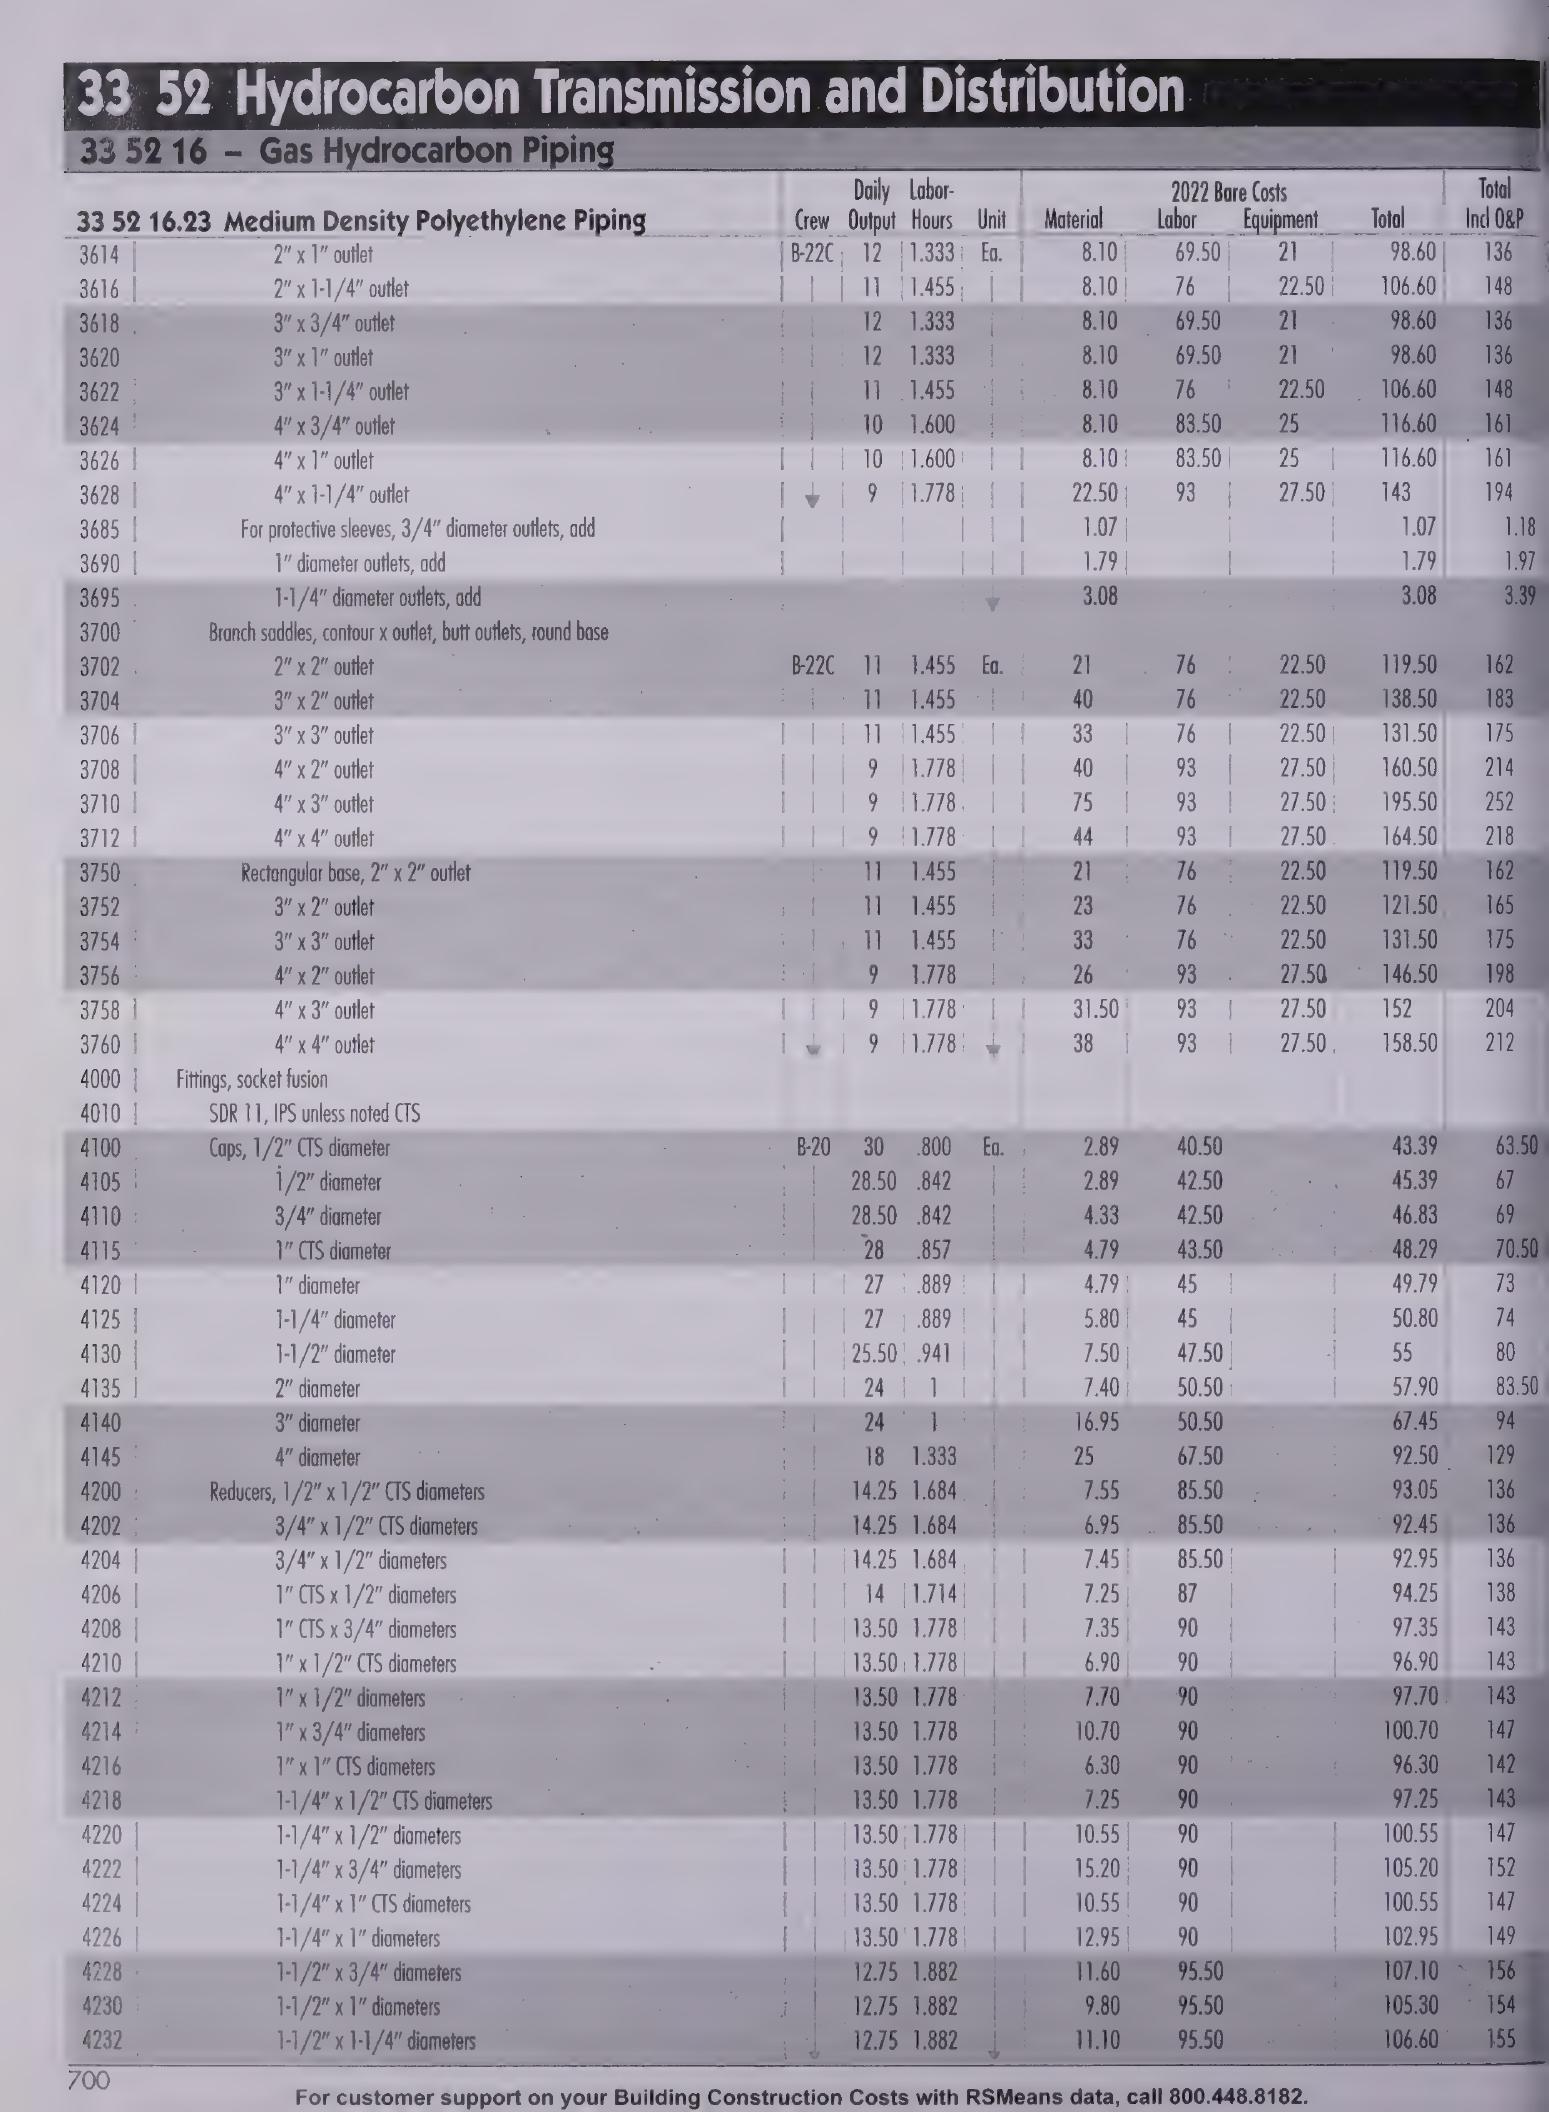 33 52 Hydrocarbon Transmission and Distribution
33 52 16 – Gas Hydrocarbon Piping
Daily Labor- 2022 Bare Costs Total
33 52 16.23 Medium Density Polyethylene Piping Crew Output Hours Unit Material Labor Equipment Total Incl O&P
3614 2" x 1" outlet B-22C 12 1.333 Ea. 8.10 69.50 21 98.60 136
3616 2" x 1-1/4" outlet 11 1.455 8.10 76 22.50 106.60 148
3618 3" x 3/4" outlet 12 1.333 8.10 69.50 21 98.60 136
3620 3" x 1" outlet 12 1.333 8.10 69.50 21 98.60 136
3622 3" x 1-1/4" outlet 11 1.455 8.10 76 22.50 106.60 148
3624 4" x 3/4" outlet 10 1.600 8.10 83.50 25 116.60 161
3626 4" x 1" outlet 10 1.600 8.10 83.50 25 116.60 161
3628 4" x 1-1/4" outlet 9 1.778 22.50 93 27.50 143 194
3685 For protective sleeves, 3/4" diameter outlets, add 1.07 1.07 1.18
3690 1" diameter outlets, add 1.79 1.79 1.97
3695 1-1/4" diameter outlets, add 3.08 3.08 3.39
3700 Branch saddles, contour x outlet, butt outlets, round base
3702 2" x 2" outlet B-22C 11 1.455 Ea. 21 76 22.50 119.50 162
3704 3" x 2" outlet 11 1.455 40 76 22.50 138.50 183
3706 3" x 3" outlet 11 1.455 33 76 22.50 131.50 175
3708 4" x 2" outlet 9 1.778 40 93 27.50 160.50 214
3710 4" x 3" outlet 9 1.778 75 93 27.50 195.50 252
3712 4" x 4" outlet 9 1.778 44 93 27.50 164.50 218
3750 Rectangular base, 2" x 2" outlet 11 1.455 21 76 22.50 119.50 162
3752 3" x 2" outlet 11 1.455 23 76 22.50 121.50 165
3754 3" x 3" outlet 11 1.455 33 76 22.50 131.50 175
3756 4" x 2" outlet 9 1.778 26 93 27.50 146.50 198
3758 4" x 3" outlet 9 1.778 31.50 93 27.50 152 204
3760 4" x 4" outlet 9 1.778 38 93 27.50 158.50 212
4000 Fittings, socket fusion
4010 SDR 11, IPS unless noted CTS
4100 Caps, 1/2" CTS diameter B-20 30 .800 Ea. 2.89 40.50 43.39 63.50
4105 1/2" diameter 28.50 .842 2.89 42.50 45.39 67
4110 3/4" diameter 28.50 .842 4.33 42.50 46.83 69
4115 1" CTS diameter 28 .857 4.79 43.50 48.29 70.50
4120 1" diameter 27 .889 4.79 45 49.79 73
4125 1-1/4" diameter 27 .889 5.80 45 50.80 74
4130 1-1/2" diameter 25.50 .941 7.50 47.50 55 80
4135 2" diameter 24 1 7.40 50.50 57.90 83.50
4140 3" diameter 24 1 16.95 50.50 67.45 94
4145 4" diameter 18 1.333 25 67.50 92.50 129
4200 Reducers, 1/2" x 1/2" CTS diameters 14.25 1.684 7.55 85.50 93.05 136
4202 3/4" x 1/2" CTS diameters 14.25 1.684 6.95 85.50 92.45 136
4204 3/4" x 1/2" diameters 14.25 1.684 7.45 85.50 92.95 136
4206 1" CTS x 1/2" diameters 14 1.714 7.25 87 94.25 138
4208 1" CTS x 3/4" diameters 13.50 1.778 7.35 90 97.35 143
4210 1" x 1/2" CTS diameters 13.50 1.778 6.90 90 96.90 143
4212 1" x 1/2" diameters 13.50 1.778 7.70 90 97.70 143
4214 1" x 3/4" diameters 13.50 1.778 10.70 90 100.70 147
4216 1" x 1" CTS diameters 13.50 1.778 6.30 90 96.30 142
4218 1-1/4" x 1/2" CTS diameters 13.50 1.778 7.25 90 97.25 143
4220 1-1/4" x 1/2" diameters 13.50 1.778 10.55 90 100.55 147
4222 1-1/4" x 3/4" diameters 13.50 1.778 15.20 90 105.20 152
4224 1-1/4" x 1" CTS diameters 13.50 1.778 10.55 90 100.55 147
4226 1-1/4" x 1" diameters 13.50 1.778 12.95 90 102.95 149
4228 1-1/2" x 3/4" diameters 12.75 1.882 11.60 95.50 107.10 156
4230 1-1/2" x 1" diameters 12.75 1.882 9.80 95.50 105.30 154
4232 1-1/2" x 1-1/4" diameters 12.75 1.882 11.10 95.50 106.60 155
700
For customer support on your Building Construction Costs with RSMeans data, call 800.448.8182.